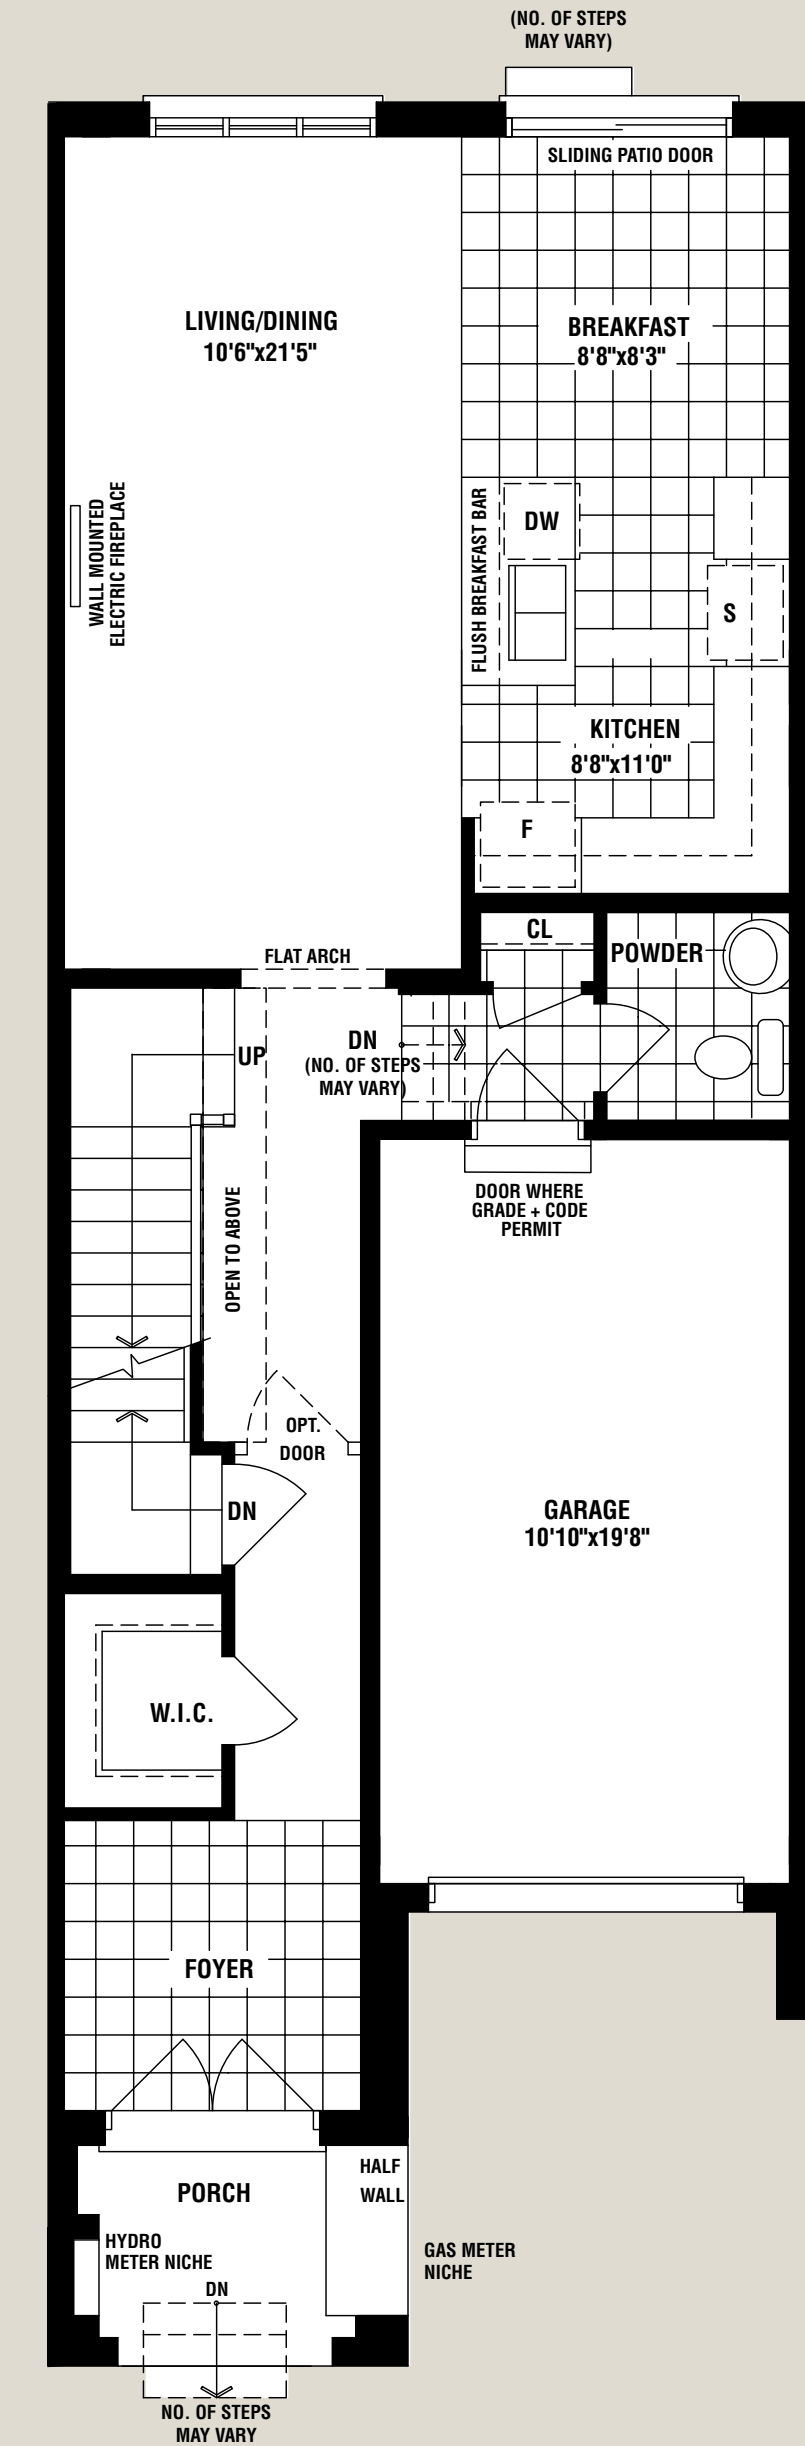 (NO. OF STEPS
MAY VARY)
SLIDING PATIO DOOR
LIVING/DINING
10'6"x21'5"
BREAKFAST
8'8"x8'3"
WALL MOUNTED
ELECTRIC FIREPLACE
FLUSH BREAKFAST BAR
DW
S
KITCHEN
8'8"x11'0"
F
CL
POWDER
FLAT ARCH
UP
DN
(NO. OF STEPS
MAY VARY)
DOOR WHERE
GRADE + CODE
PERMIT
OPEN TO ABOVE
OPT.
DOOR
DN
GARAGE
10'10"x19'8"
W.I.C.
FOYER
PORCH
HALF
WALL
HYDRO
METER NICHE
GAS METER
NICHE
DN
NO. OF STEPS
MAY VARY